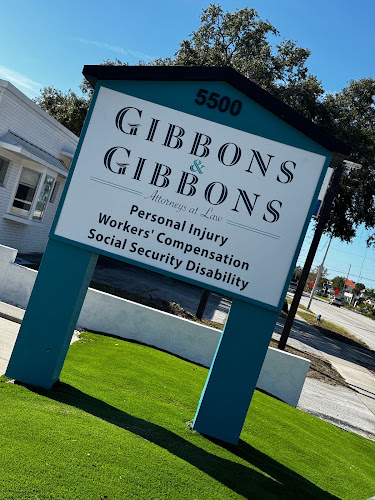 5500
GIBBONS
&
GIBBONS
Attorneys at Law
Personal Injury
Workers' Compensation
Social Security Disability